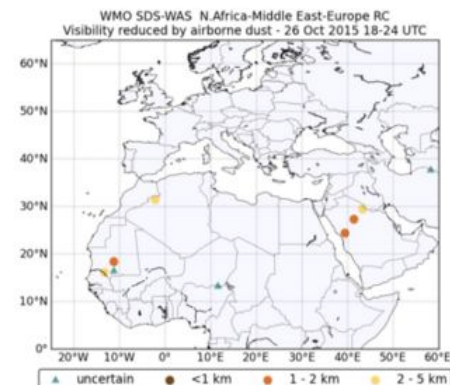 WMO SDS-WAS N.Africa-Middle East-Europe RC
Visibility reduced by airborne dust - 26 Oct 2015 18-24 UTC
60°N
50°N
40°N
30°N
20°N
10°N
0°
20°W 10°W 0° 10°E 20°E 30°E 40°E 50°E 60°E
uncertain <1 km 1 - 2 km 2 - 5 km